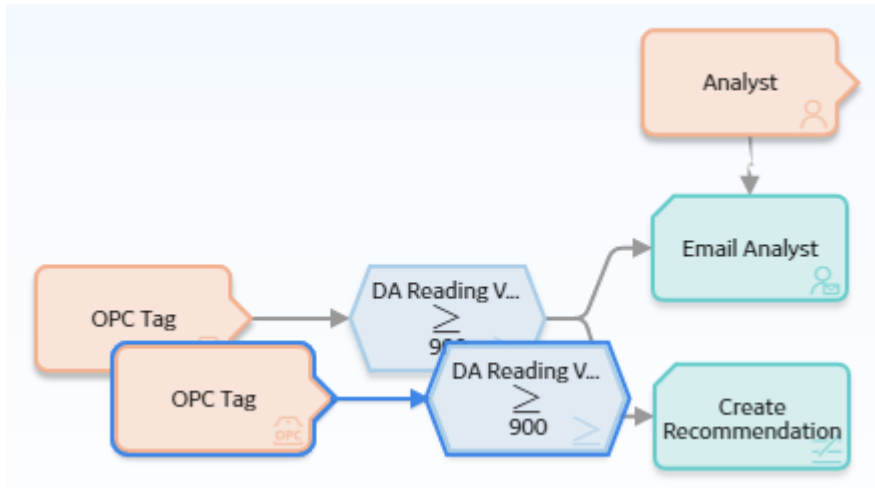 Analyst
Email Analyst
DA Reading V...
≥
OPC Tag
DA Reading V...
≥
900
OPC Tag
OPC
Create
Recommendation